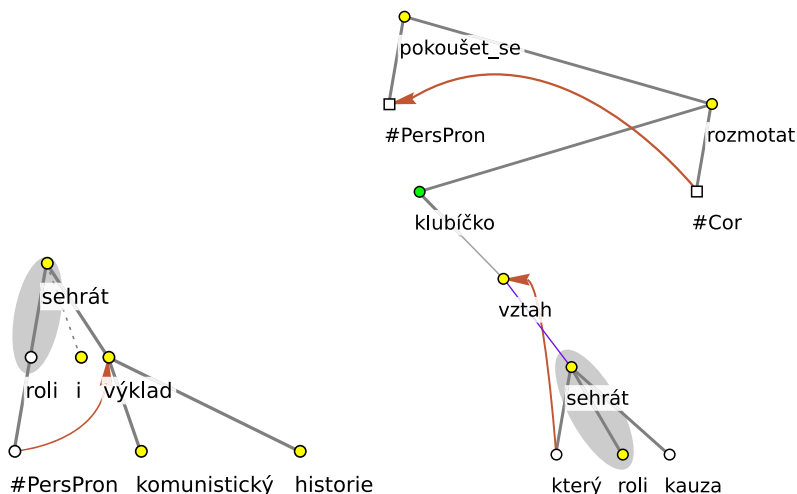 pokoušet_se
#PersPron
rozmotat
klubíčko
#Cor
sehrát
vztah
roli i výklad
sehrát
#PersPron komunistický historie
který roli kauza